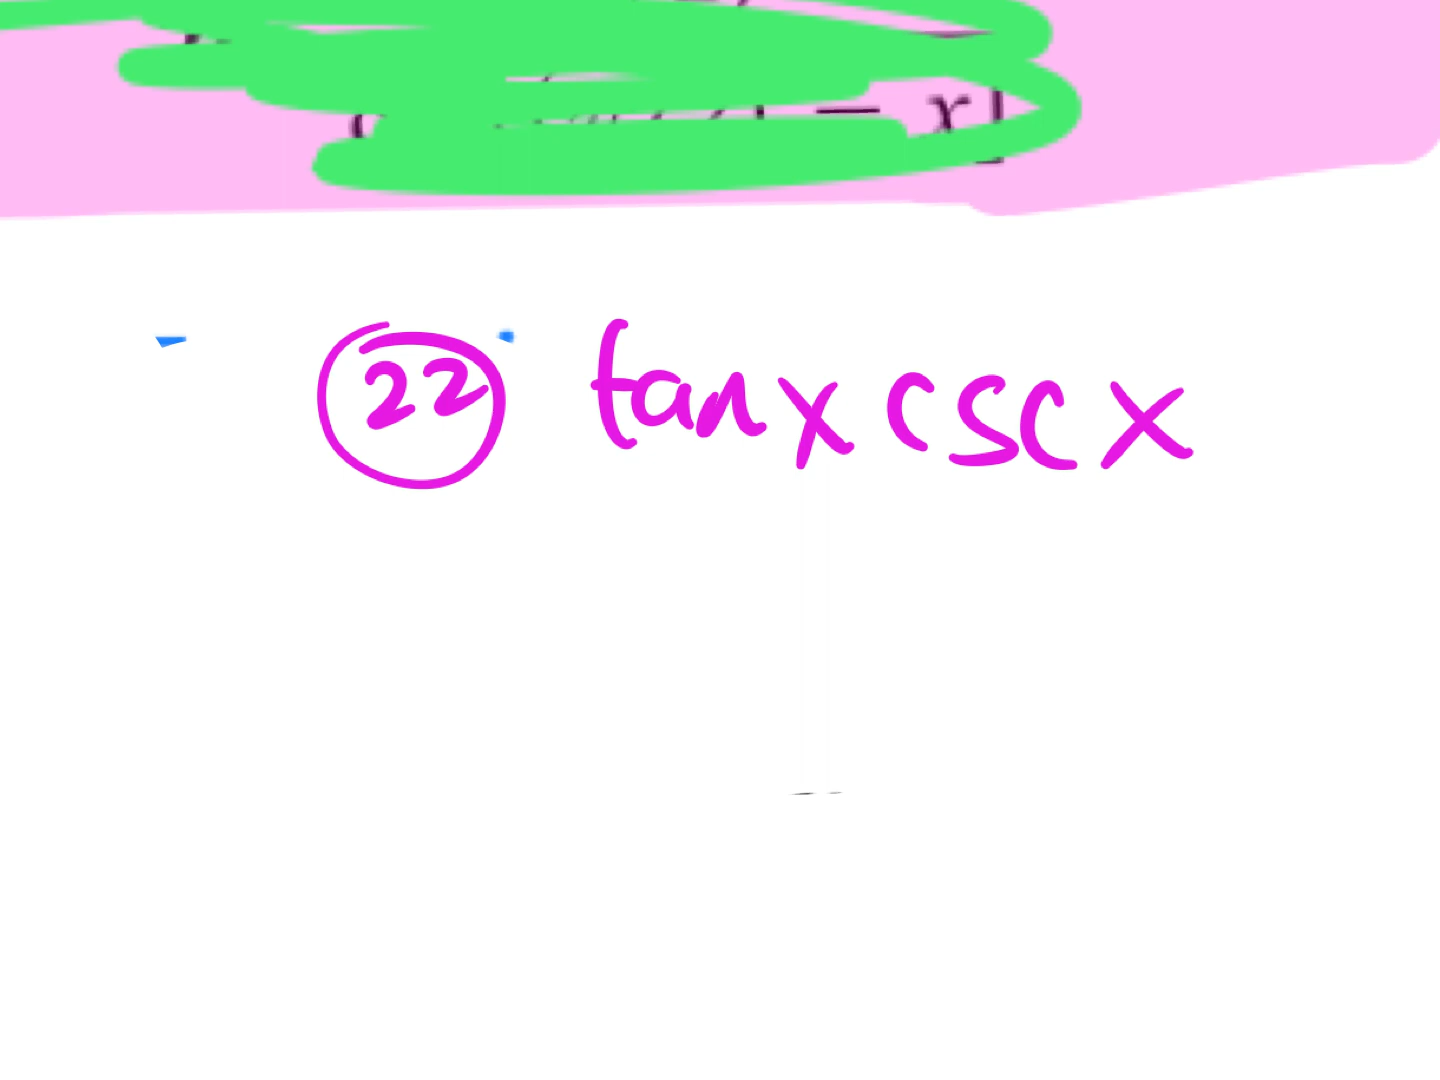 − x]
22 tan x csc x